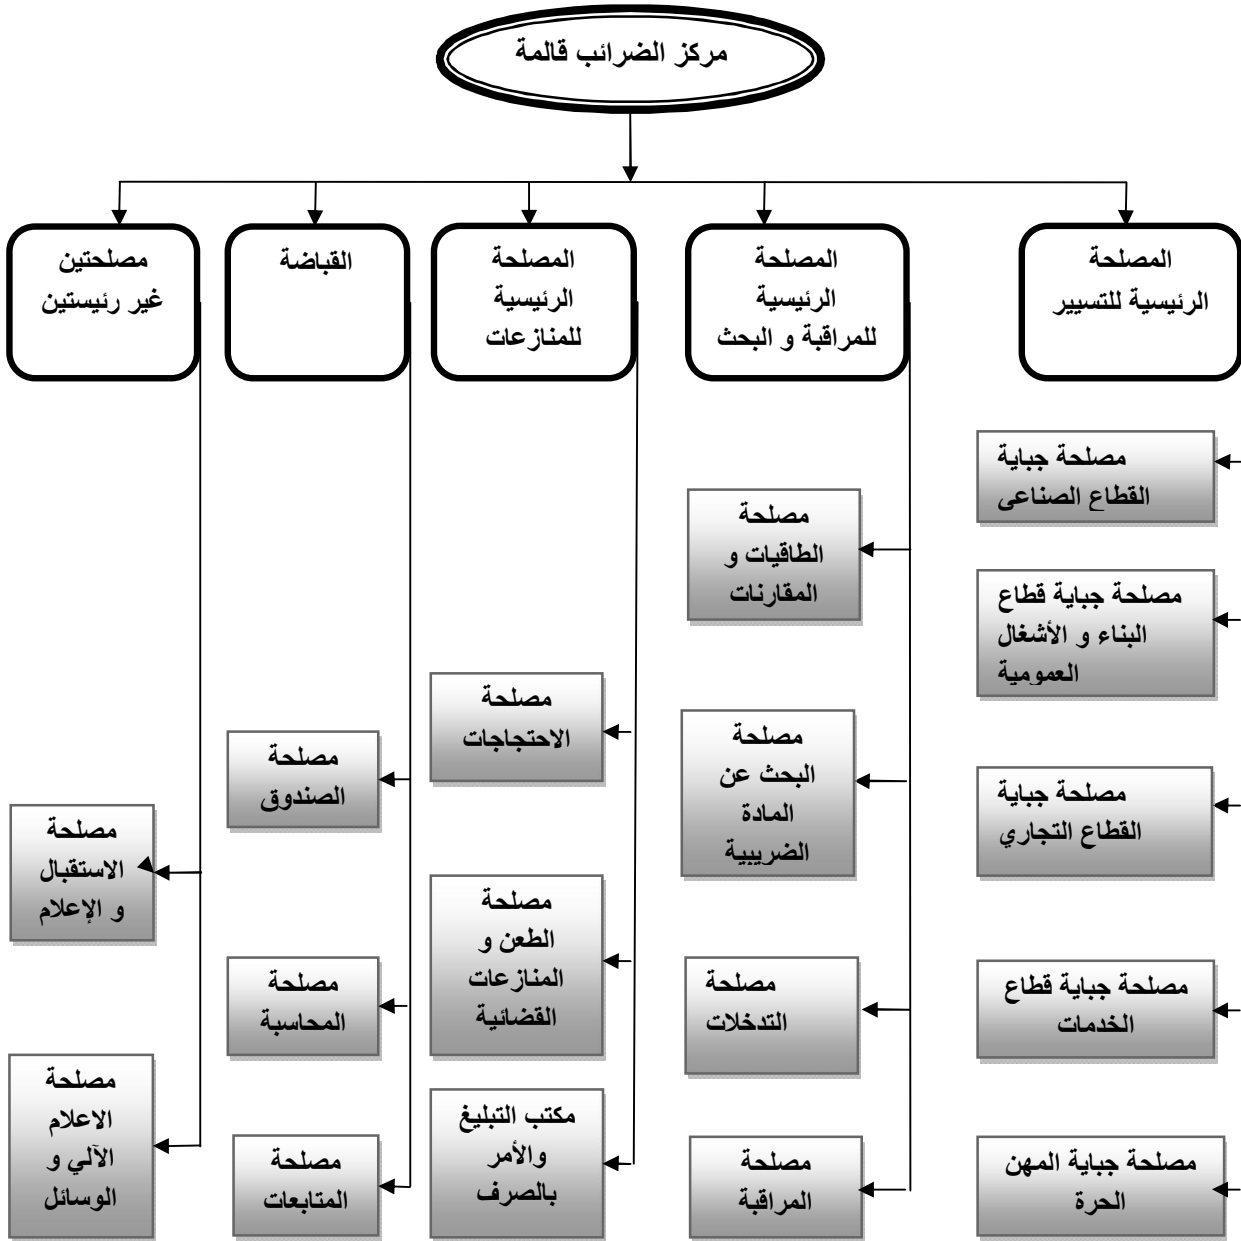 مركز الضرائب قالمة
المصلحة
الرئيسية للتسيير
المصلحة
الرئيسية
للمراقبة و البحث
المصلحة
الرئيسية
للمنازعات
القباضة
مصلحتين
غير رئيستين
مصلحة جباية
القطاع الصناعي
مصلحة جباية قطاع
البناء و الأشغال
العمومية
مصلحة جباية
القطاع التجاري
مصلحة جباية قطاع
الخدمات
مصلحة جباية المهن
الحرة
مصلحة
الطاقيات و
المقارنات
مصلحة
البحث عن
المادة
الضريبية
مصلحة
التدخلات
مصلحة
المراقبة
مصلحة
الاحتجاجات
مصلحة
الطعن و
المنازعات
القضائية
مكتب التبليغ
والأمر
بالصرف
مصلحة
الصندوق
مصلحة
المحاسبة
مصلحة
المتابعات
مصلحة
الاستقبال
و الإعلام
مصلحة
الاعلام
الآلي و
الوسائل